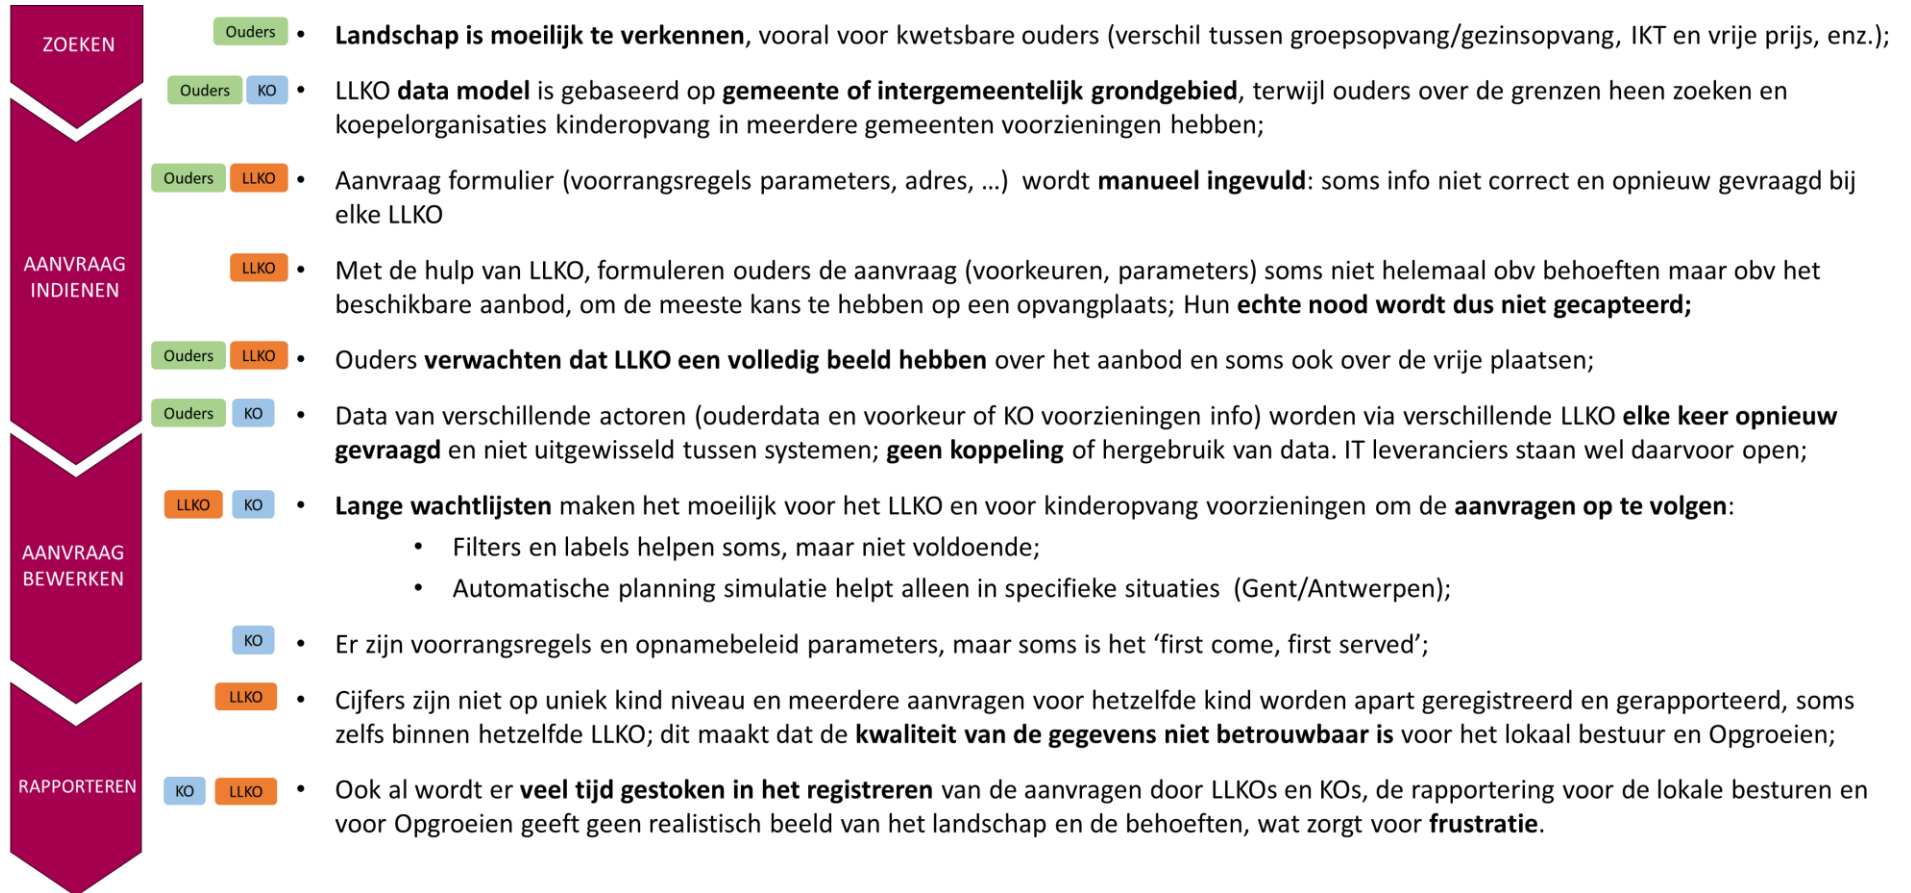 ZOEKEN
Ouders • Landschap is moeilijk te verkennen, vooral voor kwetsbare ouders (verschil tussen groepsopvang/gezinsopvang, IKT en vrije prijs, enz.);
Ouders KO • LLKO data model is gebaseerd op gemeente of intergemeentelijk grondgebied, terwijl ouders over de grenzen heen zoeken en
koepelorganisaties kinderopvang in meerdere gemeenten voorzieningen hebben;
AANVRAAG
INDIENEN
Ouders LLKO • Aanvraag formulier (voorrangsregels parameters, adres, …) wordt manueel ingevuld: soms info niet correct en opnieuw gevraagd bij
elke LLKO
LLKO • Met de hulp van LLKO, formuleren ouders de aanvraag (voorkeuren, parameters) soms niet helemaal obv behoeften maar obv het
beschikbare aanbod, om de meeste kans te hebben op een opvangplaats; Hun echte nood wordt dus niet gecapteerd;
Ouders LLKO • Ouders verwachten dat LLKO een volledig beeld hebben over het aanbod en soms ook over de vrije plaatsen;
Ouders KO • Data van verschillende actoren (ouderdata en voorkeur of KO voorzieningen info) worden via verschillende LLKO elke keer opnieuw
gevraagd en niet uitgewisseld tussen systemen; geen koppeling of hergebruik van data. IT leveranciers staan wel daarvoor open;
AANVRAAG
BEWERKEN
LLKO KO • Lange wachtlijsten maken het moeilijk voor het LLKO en voor kinderopvang voorzieningen om de aanvragen op te volgen:
• Filters en labels helpen soms, maar niet voldoende;
• Automatische planning simulatie helpt alleen in specifieke situaties (Gent/Antwerpen);
KO • Er zijn voorrangsregels en opnamebeleid parameters, maar soms is het ‘first come, first served’;
RAPPORTEREN
LLKO • Cijfers zijn niet op uniek kind niveau en meerdere aanvragen voor hetzelfde kind worden apart geregistreerd en gerapporteerd, soms
zelfs binnen hetzelfde LLKO; dit maakt dat de kwaliteit van de gegevens niet betrouwbaar is voor het lokaal bestuur en Opgroeien;
KO LLKO • Ook al wordt er veel tijd gestoken in het registreren van de aanvragen door LLKOs en KOs, de rapportering voor de lokale besturen en
voor Opgroeien geeft geen realistisch beeld van het landschap en de behoeften, wat zorgt voor frustratie.